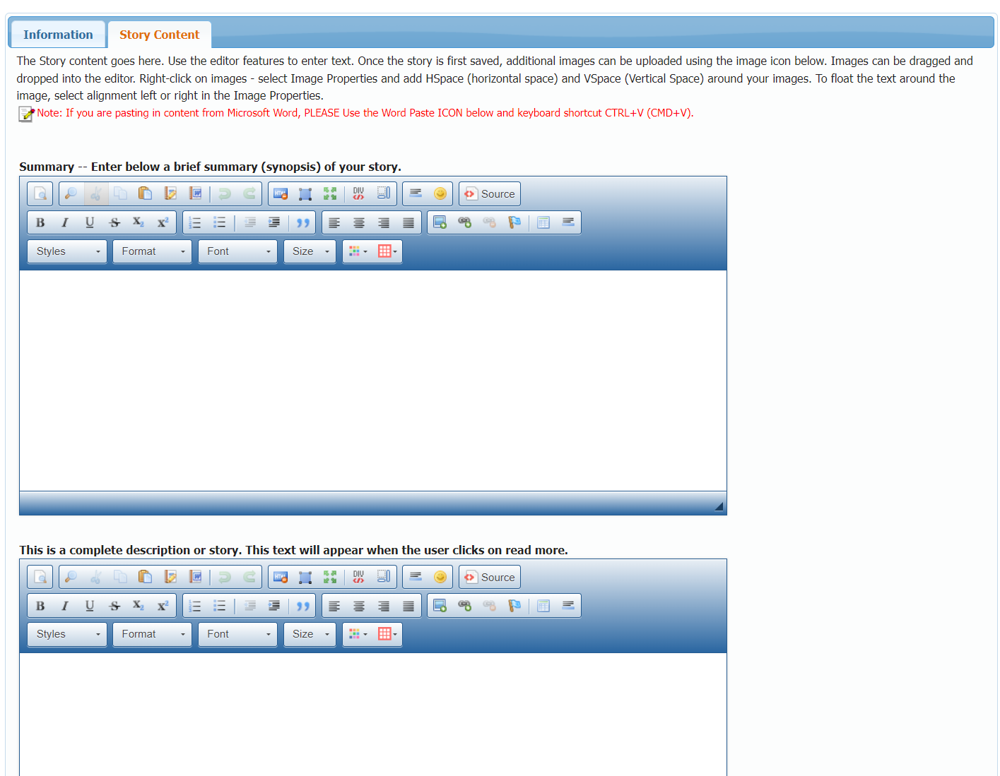 Information Story Content
The Story content goes here. Use the editor features to enter text. Once the story is first saved, additional images can be uploaded using the image icon below. Images can be dragged and
dropped into the editor. Right-click on images - select Image Properties and add HSpace (horizontal space) and VSpace (Vertical Space) around your images. To float the text around the
image, select alignment left or right in the Image Properties.
Note: If you are pasting in content from Microsoft Word, PLEASE Use the Word Paste ICON below and keyboard shortcut CTRL+V (CMD+V).
Summary -- Enter below a brief summary (synopsis) of your story.
DIV Source
B I U S X2 X2
Styles Format Font Size
This is a complete description or story. This text will appear when the user clicks on read more.
DIV Source
B I U S X2 X2
Styles Format Font Size